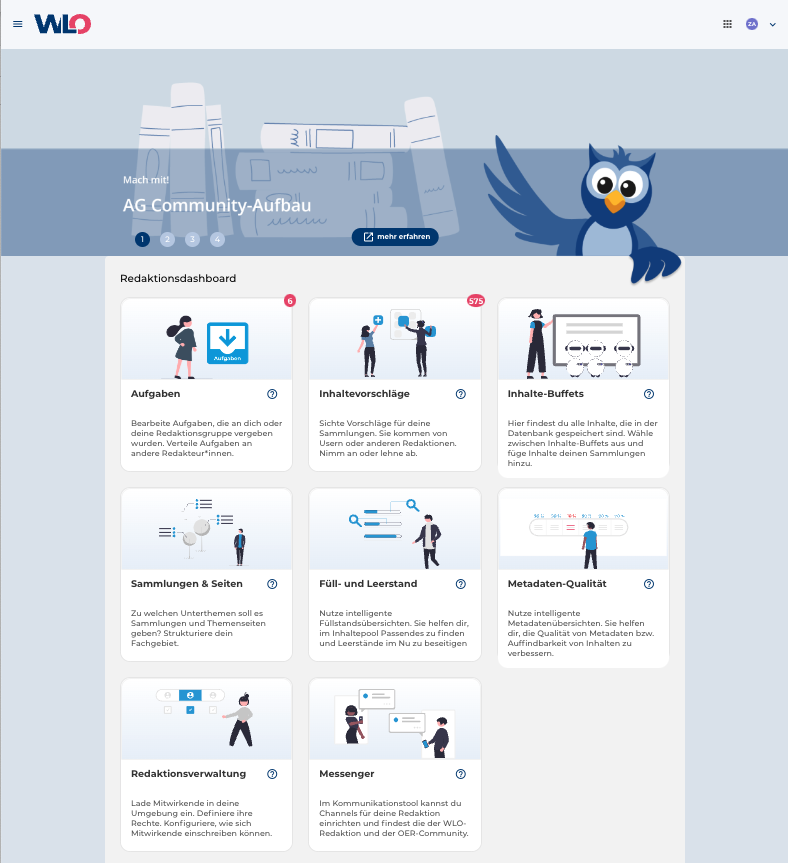 WLO
ZA
Mach mit!
AG Community-Aufbau
1 2 3 4
mehr erfahren
Redaktionsdashboard
6
Aufgaben
Aufgaben
Bearbeite Aufgaben, die an dich oder
deine Redaktionsgruppe vergeben
wurden. Verteile Aufgaben an
andere Redakteur*innen.
575
Inhaltevorschläge
Sichte Vorschläge für deine
Sammlungen. Sie kommen von
Usern oder anderen Redaktionen.
Nimm an oder lehne ab.
Inhalte-Buffets
Hier findest du alle Inhalte, die in der
Datenbank gespeichert sind. Wähle
zwischen Inhalte-Buffets aus und
füge Inhalte deinen Sammlungen
hinzu.
Sammlungen & Seiten
Zu welchen Unterthemen soll es
Sammlungen und Themenseiten
geben? Strukturiere dein
Fachgebiet.
Füll- und Leerstand
Nutze intelligente
Füllstandsübersichten. Sie helfen dir,
im Inhaltepool Passendes zu finden
und Leerstände im Nu zu beseitigen
Metadaten-Qualität
Nutze intelligente
Metadatenübersichten. Sie helfen
dir, die Qualität von Metadaten bzw.
Auffindbarkeit von Inhalten zu
verbessern.
Redaktionsverwaltung
Lade Mitwirkende in deine
Umgebung ein. Definiere ihre
Rechte. Konfiguriere, wie sich
Mitwirkende einschreiben können.
Messenger
Im Kommunikationstool kannst du
Channels für deine Redaktion
einrichten und findest die der WLO-
Redaktion und der OER-Community.